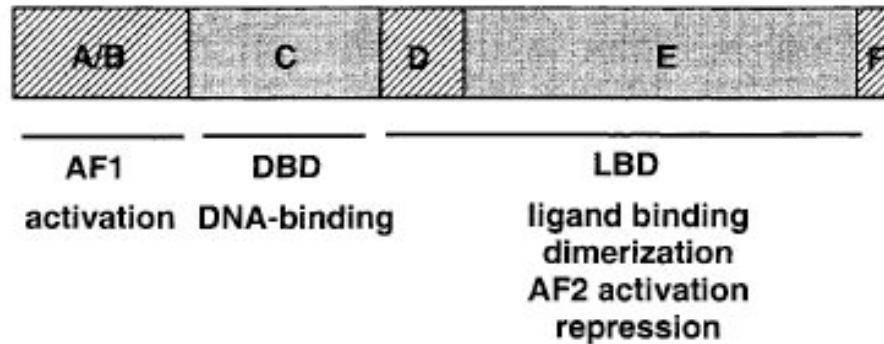 A/B C D E F
AF1 DBD LBD
activation DNA-binding ligand binding
dimerization
AF2 activation
repression